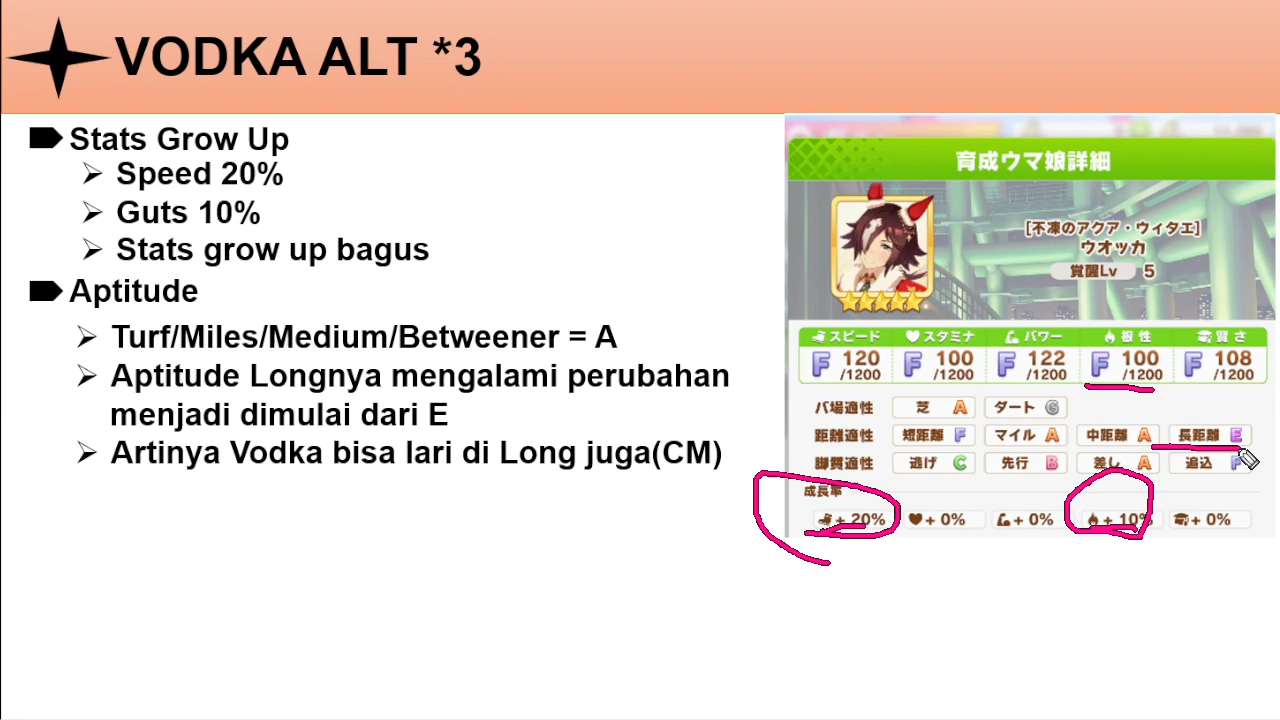 VODKA ALT *3
Stats Grow Up
Speed 20%
Guts 10%
Stats grow up bagus
Aptitude
Turf/Miles/Medium/Betweener = A
Aptitude Longnya mengalami perubahan
menjadi dimulai dari E
Artinya Vodka bisa lari di Long juga(CM)
育成ウマ娘詳細
[不凍のアクア・ウィタエ]
ウオッカ
覚醒Lv 5
スピード スタミナ パワー 根性 賢さ
F 120 F 100 F 122 F 100 F 108
/1200 /1200 /1200 /1200 /1200
バ場適性 芝 A ダート G
距離適性 短距離 F マイル A 中距離 A 長距離 E
脚質適性 逃げ C 先行 B 差し A 追込 F
成長率
+ 20% + 0% + 0% + 10% + 0%